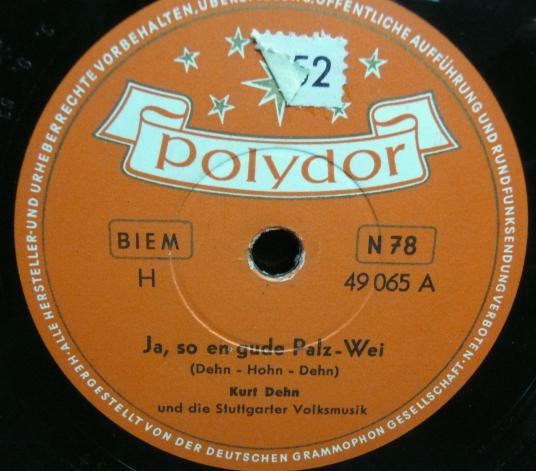 ALLE HERSTELLER-UND URHEBERRECHTE VORBEHALTEN, ÖFFENTLICHE AUFFÜHRUNG UND RUNDFUNKSENDUNG VERBOTEN
52
polydor
BIEM
N 78
H
49 065 A
Ja, so en gude Palz-Wei
(Dehn - Hohn - Dehn)
Kurt Dehn
und die Stuttgarter Volksmusik
HERGESTELLT VON DER DEUTSCHEN GRAMMOPHON GESELLSCHAFT